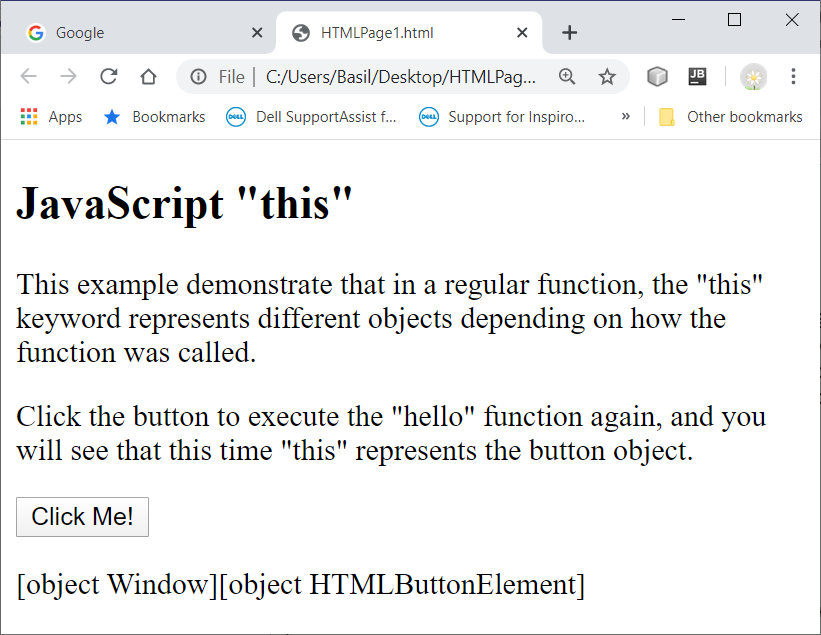 Google
HTMLPage1.html
File | C:/Users/Basil/Desktop/HTMLPag...
JB
Apps
Bookmarks
DELL
Dell SupportAssist f...
DELL
Support for Inspiro...
»
Other bookmarks
JavaScript "this"
This example demonstrate that in a regular function, the "this"
keyword represents different objects depending on how the
function was called.
Click the button to execute the "hello" function again, and you
will see that this time "this" represents the button object.
Click Me!
[object Window][object HTMLButtonElement]